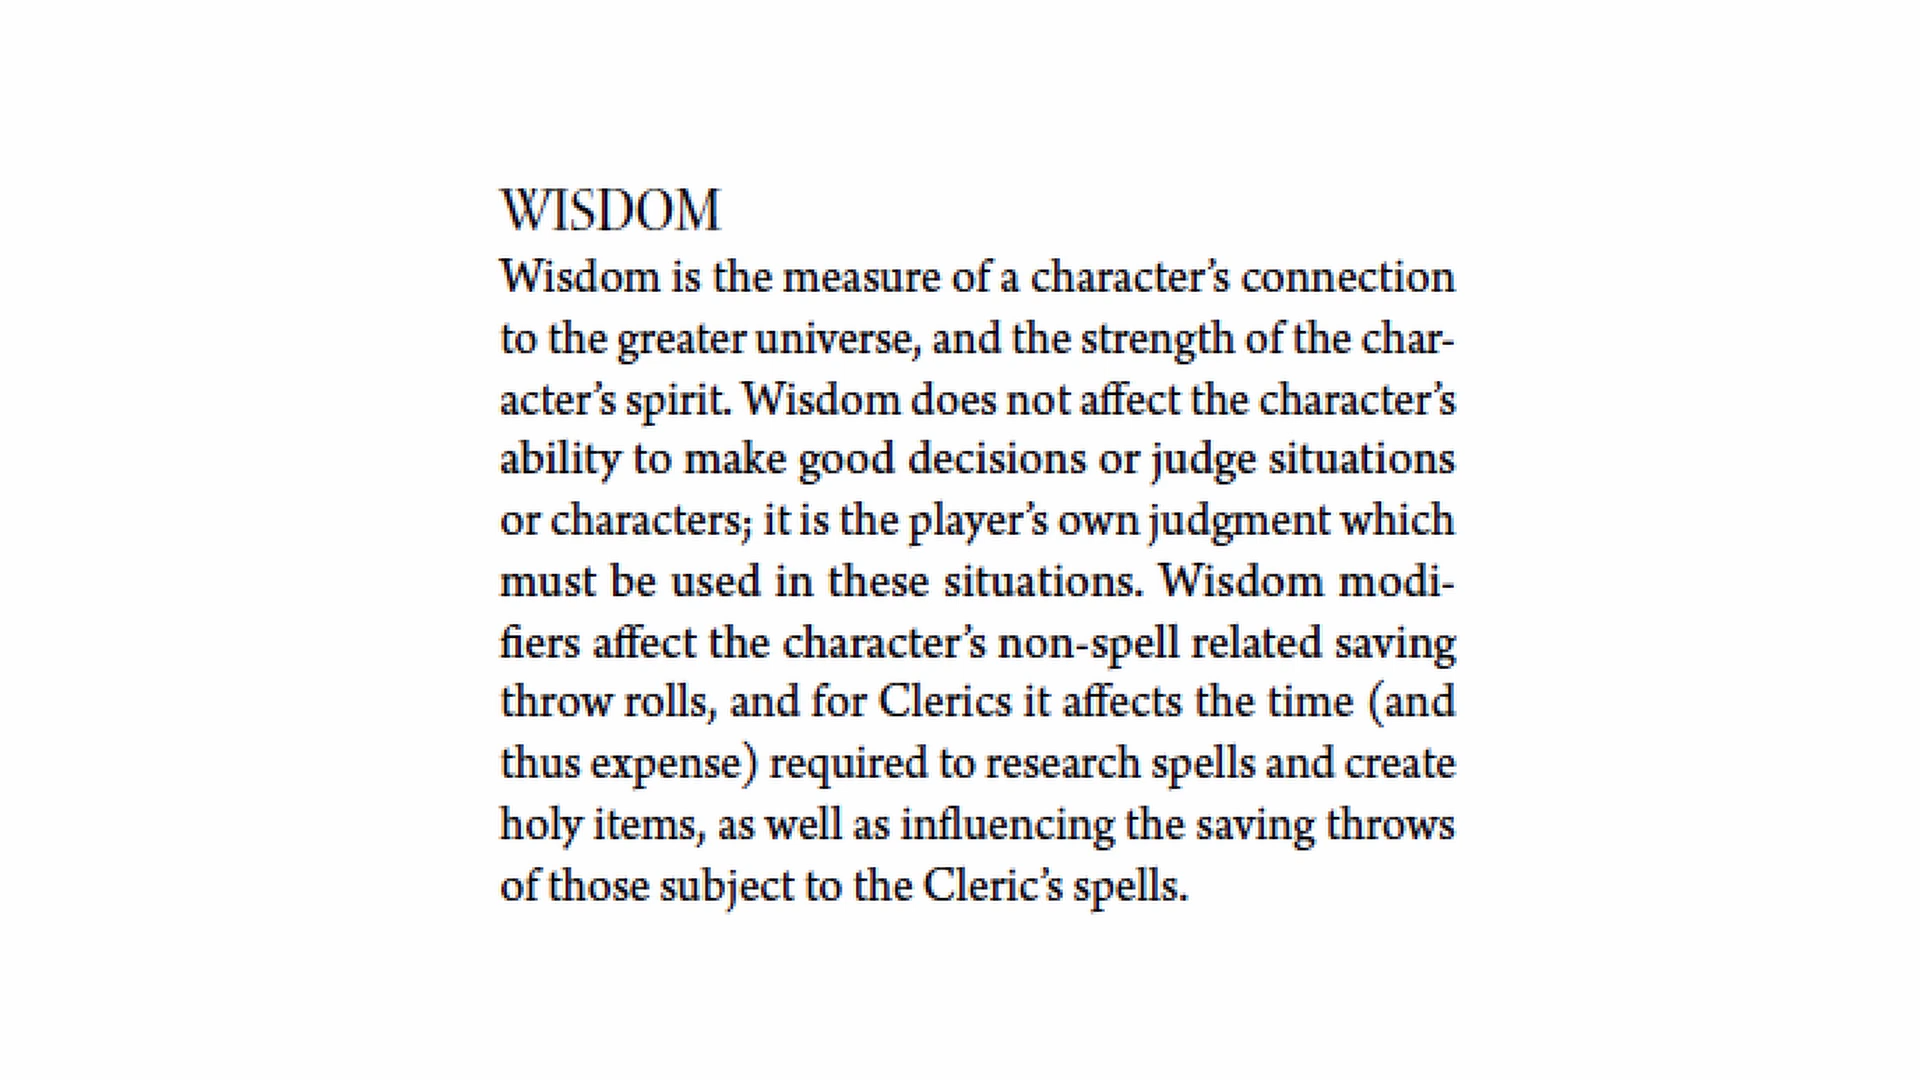 WISDOM
Wisdom is the measure of a character’s connection
to the greater universe, and the strength of the char-
acter’s spirit. Wisdom does not affect the character’s
ability to make good decisions or judge situations
or characters; it is the player’s own judgment which
must be used in these situations. Wisdom modi-
fiers affect the character’s non-spell related saving
throw rolls, and for Clerics it affects the time (and
thus expense) required to research spells and create
holy items, as well as influencing the saving throws
of those subject to the Cleric’s spells.